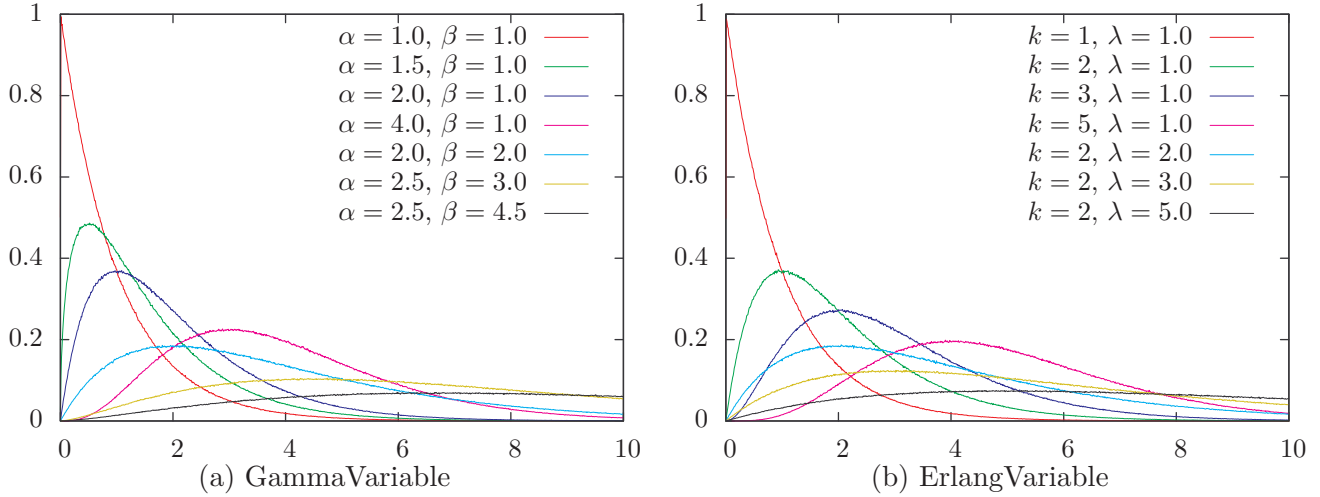 1
0.8
0.6
0.4
0.2
0
0 2 4 6 8 10
α = 1.0, β = 1.0
α = 1.5, β = 1.0
α = 2.0, β = 1.0
α = 4.0, β = 1.0
α = 2.0, β = 2.0
α = 2.5, β = 3.0
α = 2.5, β = 4.5
(a) GammaVariable
1
0.8
0.6
0.4
0.2
0
0 2 4 6 8 10
k = 1, λ = 1.0
k = 2, λ = 1.0
k = 3, λ = 1.0
k = 5, λ = 1.0
k = 2, λ = 2.0
k = 2, λ = 3.0
k = 2, λ = 5.0
(b) ErlangVariable